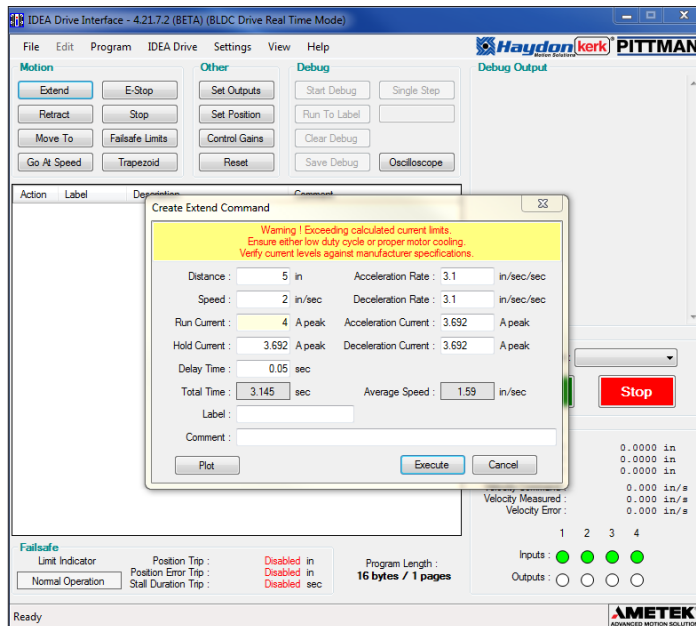 IDEA Drive Interface - 4.21.7.2 (BETA) (BLDC Drive Real Time Mode)
File Edit Program IDEA Drive Settings View Help
Haydon kerk PITTMAN
Motion Solutions
Motion Other Debug Debug Output
Extend E-Stop Set Outputs Start Debug Single Step
Retract Stop Set Position Run To Label
Move To Failsafe Limits Control Gains Clear Debug
Go At Speed Trapezoid Reset Save Debug Oscilloscope
Action Label Description Comment
Create Extend Command
Warning ! Exceeding calculated current limits.
Ensure either low duty cycle or proper motor cooling.
Verify current levels against manufacturer specifications.
Distance : 5 in Acceleration Rate : 3.1 in/sec/sec
Speed : 2 in/sec Deceleration Rate : 3.1 in/sec/sec
Run Current : 4 A peak Acceleration Current : 3.692 A peak
Hold Current : 3.692 A peak Deceleration Current : 3.692 A peak
Delay Time : 0.05 sec
Total Time : 3.145 sec Average Speed : 1.59 in/sec
Label :
Comment :
Plot Execute Cancel
Stop
0.0000 in
0.0000 in
0.0000 in
0.000 in/s
Velocity Measured : 0.000 in/s
Velocity Error : 0.000 in/s
1 2 3 4
Inputs :
Outputs :
Failsafe
Limit Indicator
Normal Operation
Position Trip : Disabled in
Position Error Trip : Disabled in
Stall Duration Trip : Disabled sec
Program Length :
16 bytes / 1 pages
Ready
AMETEK
ADVANCED MOTION SOLUTIONS